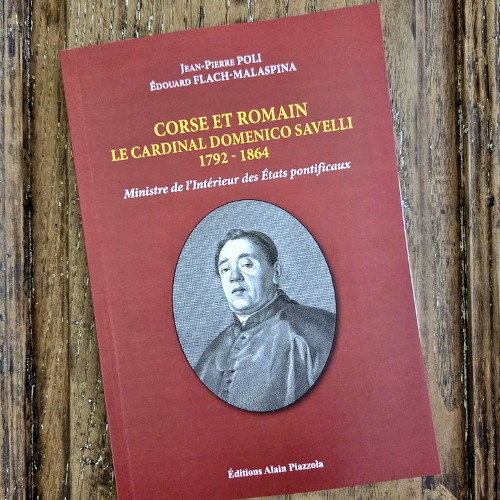 Jean-Pierre POLI
Édouard FLACH-MALASPINA
CORSE ET ROMAIN
LE CARDINAL DOMENICO SAVELLI
1792 - 1864
Ministre de l'Intérieur des États pontificaux
Éditions Alain Piazzola